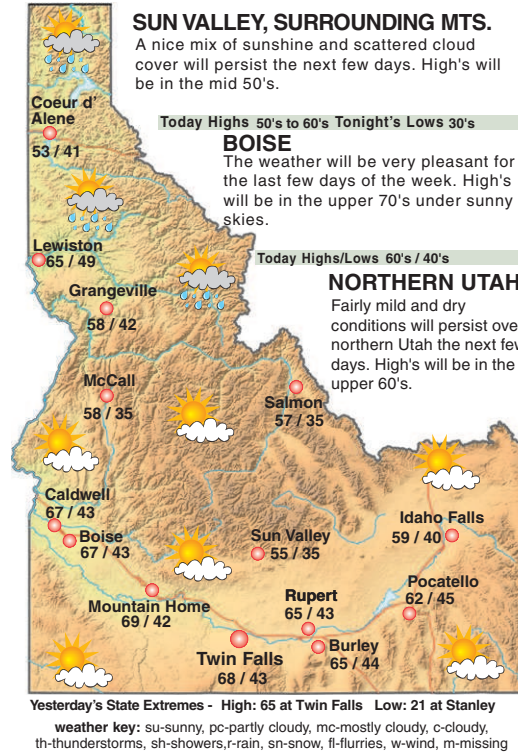 SUN VALLEY, SURROUNDING MTS.
A nice mix of sunshine and scattered cloud
cover will persist the next few days. High's will
be in the mid 50's.
Today Highs 50's to 60's Tonight's Lows 30's
BOISE
The weather will be very pleasant for
the last few days of the week. High's
will be in the upper 70's under sunny
skies.
Today Highs/Lows 60's / 40's
NORTHERN UTAH
Fairly mild and dry
conditions will persist ove
northern Utah the next few
days. High's will be in the
upper 60's.
Coeur d'
Alene
53 / 41
Lewiston
65 / 49
Grangeville
58 / 42
McCall
58 / 35
Salmon
57 / 35
Caldwell
67 / 43
Boise
67 / 43
Sun Valley
55 / 35
Idaho Falls
59 / 40
Pocatello
62 / 45
Mountain Home
69 / 42
Rupert
65 / 43
Burley
65 / 44
Twin Falls
68 / 43
Yesterday's State Extremes - High: 65 at Twin Falls Low: 21 at Stanley
weather key: su-sunny, pc-partly cloudy, mc-mostly cloudy, c-cloudy,
th-thunderstorms, sh-showers,r-rain, sn-snow, fl-flurries, w-wind, m-missing